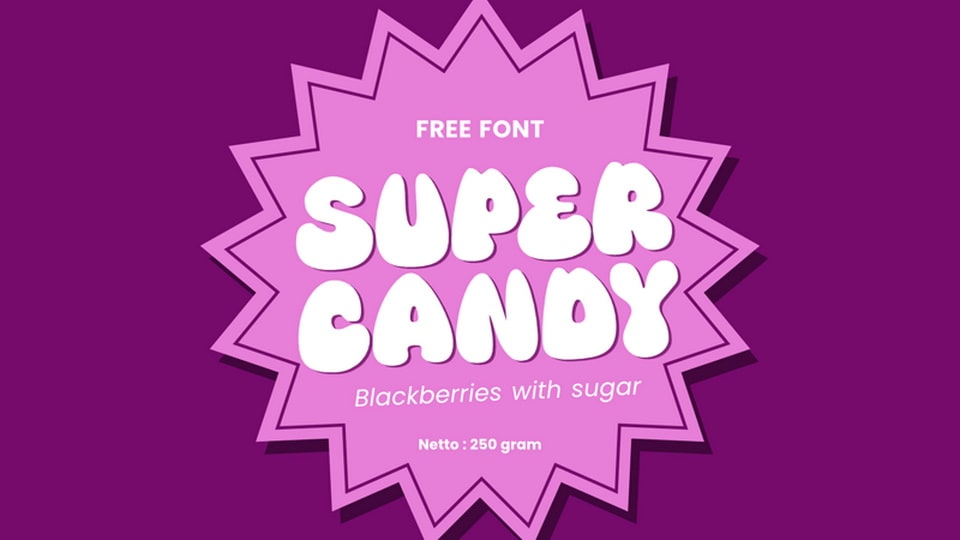 FREE FONT
SUPER
CANDY
Blackberries with sugar
Netto : 250 gram